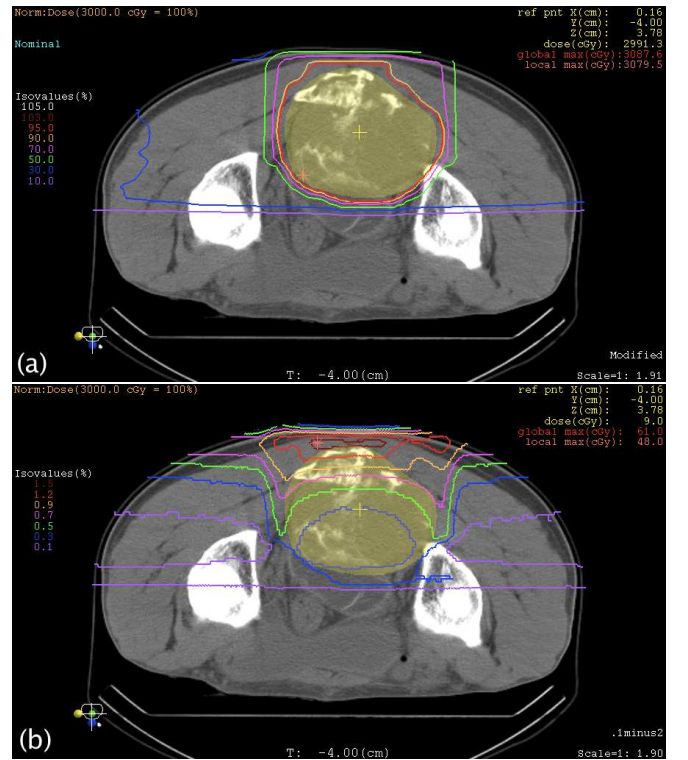 Norm:Dose(3000.0 cGy = 100%)
ref pnt X(cm): 0.16
Y(cm): -4.00
Z(cm): 3.78
dose(cGy): 2991.3
global max(cGy):3087.6
local max(cGy):3079.5
Nominal
Isovalues(%)
105.0
103.0
95.0
90.0
70.0
50.0
30.0
10.0
Modified
(a)
T: -4.00(cm)
Scale=1: 1.91
Norm:Dose(3000.0 cGy = 100%)
ref pnt X(cm): 0.16
Y(cm): -4.00
Z(cm): 3.78
dose(cGy): 9.0
global max(cGy): 61.0
local max(cGy): 48.0
Isovalues(%)
1.5
1.2
0.9
0.7
0.5
0.3
0.1
.1minus2
(b)
T: -4.00(cm)
Scale=1: 1.90